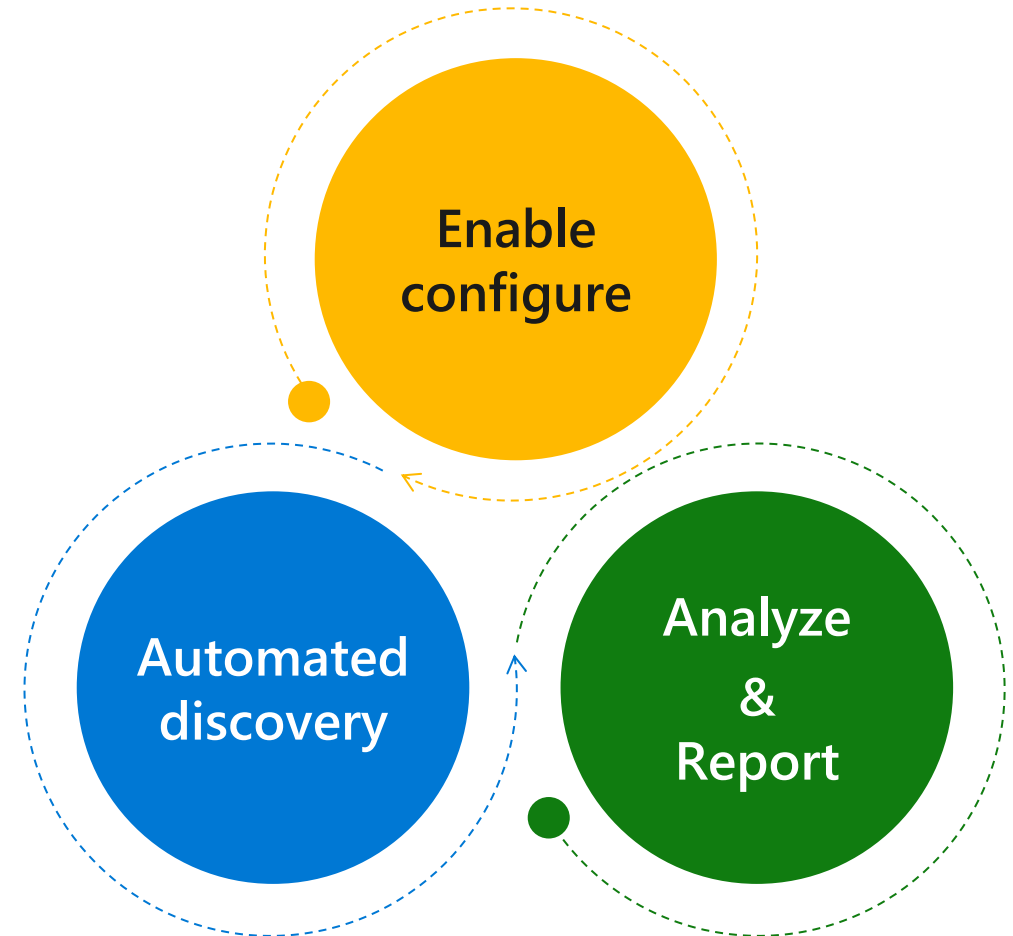 Enable
configure
Automated
discovery
Analyze
&
Report